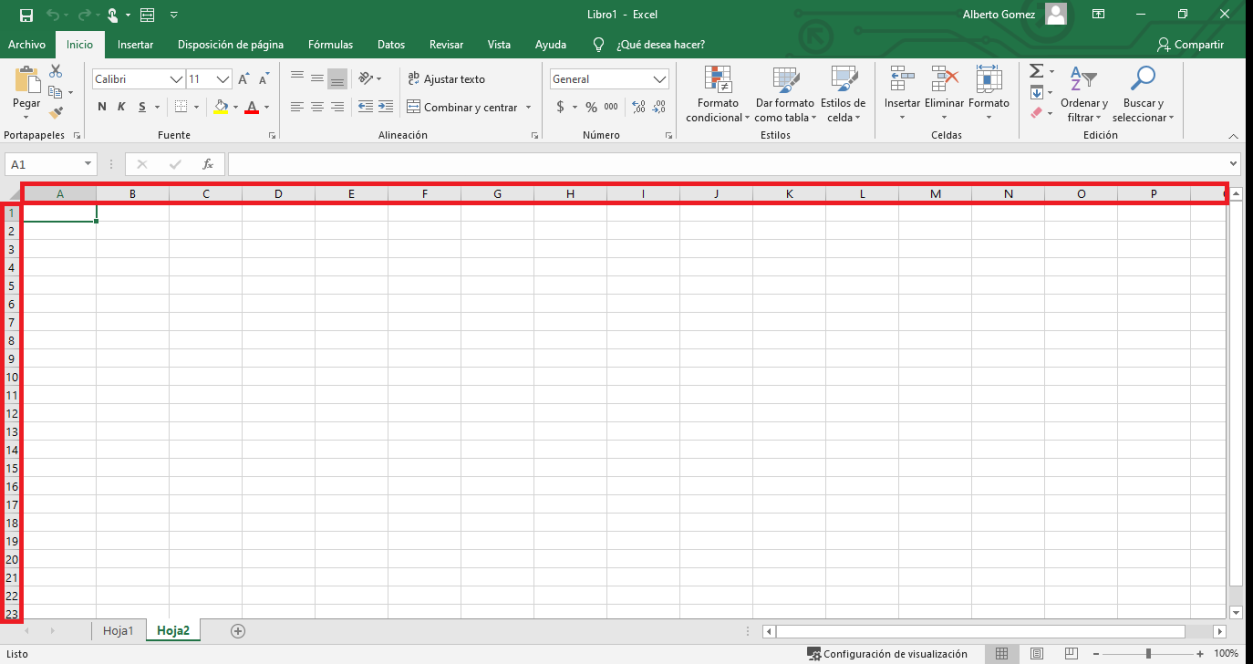 Libro1 - Excel
Alberto Gomez
Archivo Inicio Insertar Disposición de página Fórmulas Datos Revisar Vista Ayuda ¿Qué desea hacer? Compartir
Pegar
Portapapeles
Calibri 11
N K S
Fuente
Ajustar texto
Combinar y centrar
Alineación
General
$ % 000
Número
Formato condicional
Dar formato como tabla
Estilos de celda
Estilos
Insertar Eliminar Formato
Celdas
Ordenar y filtrar
Buscar y seleccionar
Edición
A1 fx
A B C D E F G H I J K L M N O P
1
2
3
4
5
6
7
8
9
10
11
12
13
14
15
16
17
18
19
20
21
22
23
Hoja1 Hoja2
Listo Configuración de visualización 100%